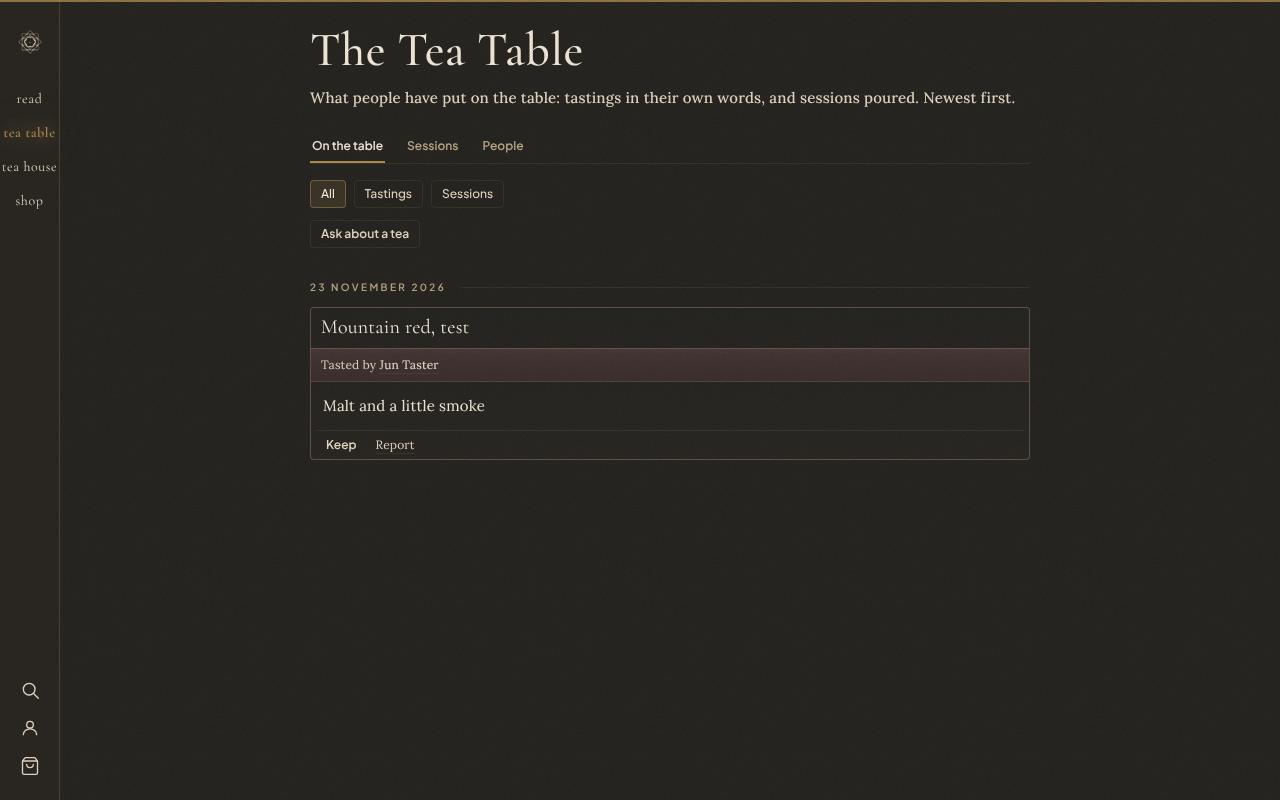 The Tea Table
read
What people have put on the table: tastings in their own words, and sessions poured. Newest first.
tea table
On the table Sessions People
tea house
All Tastings Sessions
shop
Ask about a tea
23 NOVEMBER 2026
Mountain red, test
Tasted by Jun Taster
Malt and a little smoke
Keep Report